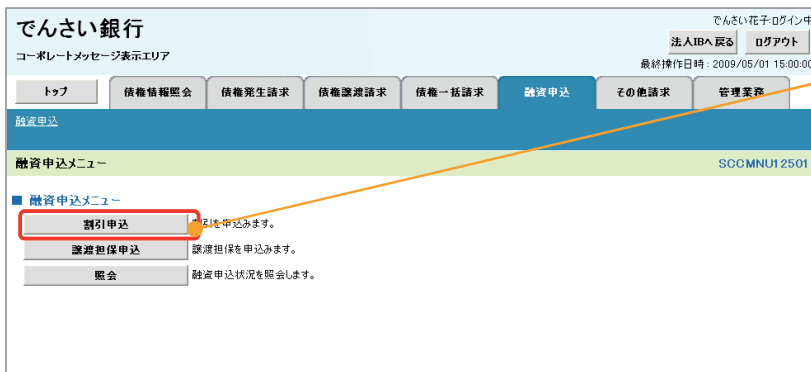 でんさい銀行
コーポレートメッセージ表示エリア
でんさい花子:ログイン中
法人IBへ戻る ログアウト
最終操作日時:2009/05/01 15:00:00
トップ 債権情報照会 債権発生請求 債権譲渡請求 債権一括請求 融資申込 その他請求 管理業務
融資申込
融資申込メニュー SCCMNU12501
■ 融資申込メニュー
割引申込 割引を申込みます。
譲渡担保申込 譲渡担保を申込みます。
照会 融資申込状況を照会します。